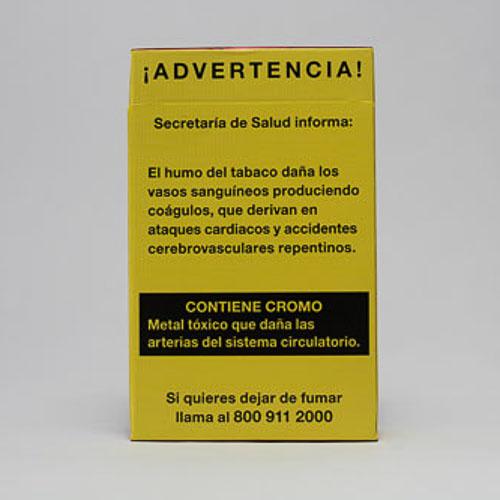 ¡ADVERTENCIA!
Secretaría de Salud informa:
El humo del tabaco daña los
vasos sanguíneos produciendo
coágulos, que derivan en
ataques cardiacos y accidentes
cerebrovasculares repentinos.
CONTIENE CROMO
Metal tóxico que daña las
arterias del sistema circulatorio.
Si quieres dejar de fumar
llama al 800 911 2000